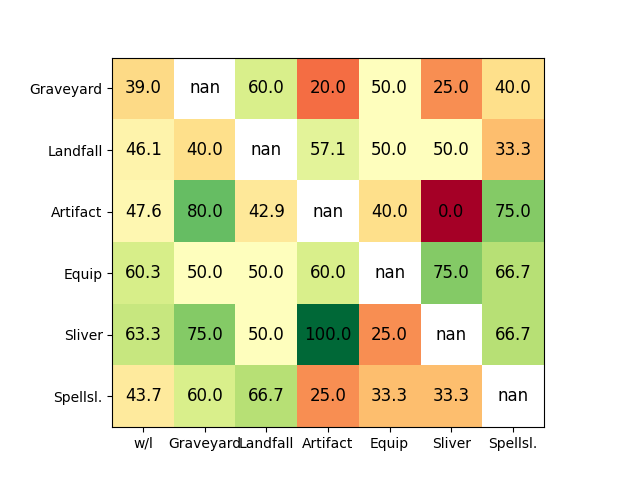 Graveyard 39.0 nan 60.0 20.0 50.0 25.0 40.0
Landfall 46.1 40.0 nan 57.1 50.0 50.0 33.3
Artifact 47.6 80.0 42.9 nan 40.0 0.0 75.0
Equip 60.3 50.0 50.0 60.0 nan 75.0 66.7
Sliver 63.3 75.0 50.0 100.0 25.0 nan 66.7
Spellsl. 43.7 60.0 66.7 25.0 33.3 33.3 nan
w/l Graveyard Landfall Artifact Equip Sliver Spellsl.